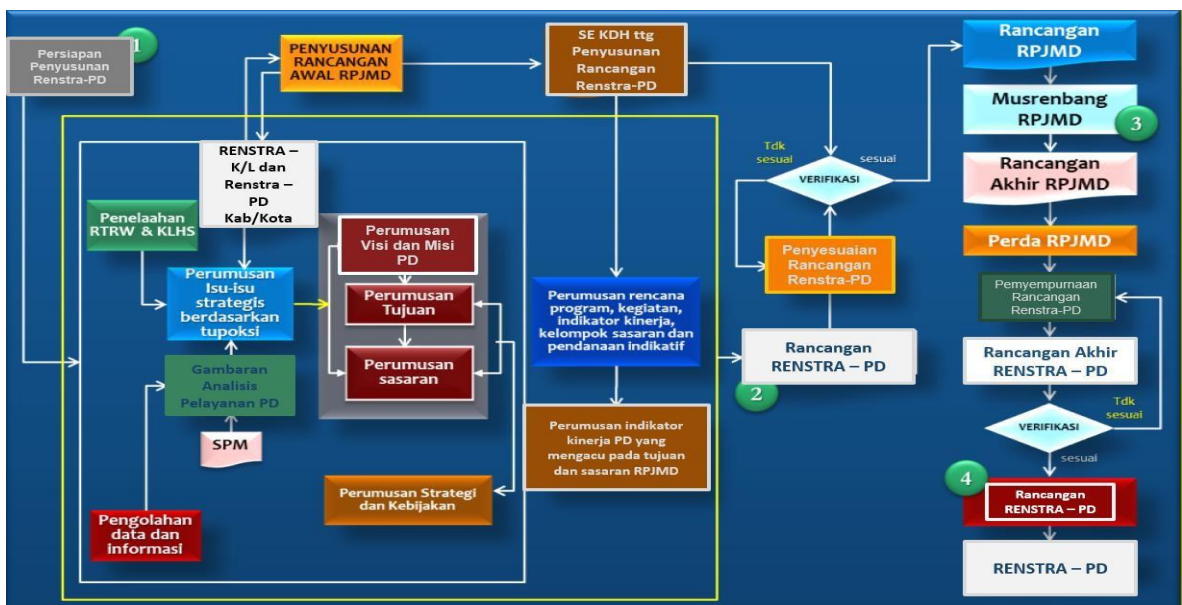 Persiapan
Penyusunan
Renstra-PD
1
PENYUSUNAN
RANCANGAN
AWAL RPJMD
SE KDH ttg
Penyusunan
Rancangan
Renstra-PD
RENSTRA –
K/L dan
Renstra –
PD
Kab/Kota
Penelaahan
RTRW & KLHS
Perumusan
Isu-isu
strategis
berdasarkan
tupoksi
Gambaran
Analisis
Pelayanan PD
SPM
Pengolahan
data dan
informasi
Perumusan
Visi dan Misi
PD
Perumusan
Tujuan
Perumusan
sasaran
Perumusan Strategi
dan Kebijakan
Perumusan rencana
program, kegiatan,
indikator kinerja,
kelompok sasaran dan
pendanaan indikatif
Perumusan indikator
kinerja PD yang
mengacu pada tujuan
dan sasaran RPJMD
Rancangan
RENSTRA – PD
2
Penyesuaian
Rancangan
Renstra-PD
Tdk
sesuai
sesuai
VERIFIKASI
Rancangan
RPJMD
Musrenbang
RPJMD
3
Rancangan
Akhir RPJMD
Perda RPJMD
Pemyempurnaan
Rancangan
Renstra-PD
Rancangan Akhir
RENSTRA – PD
Tdk
sesuai
VERIFIKASI
sesuai
4
Rancangan
RENSTRA – PD
RENSTRA – PD